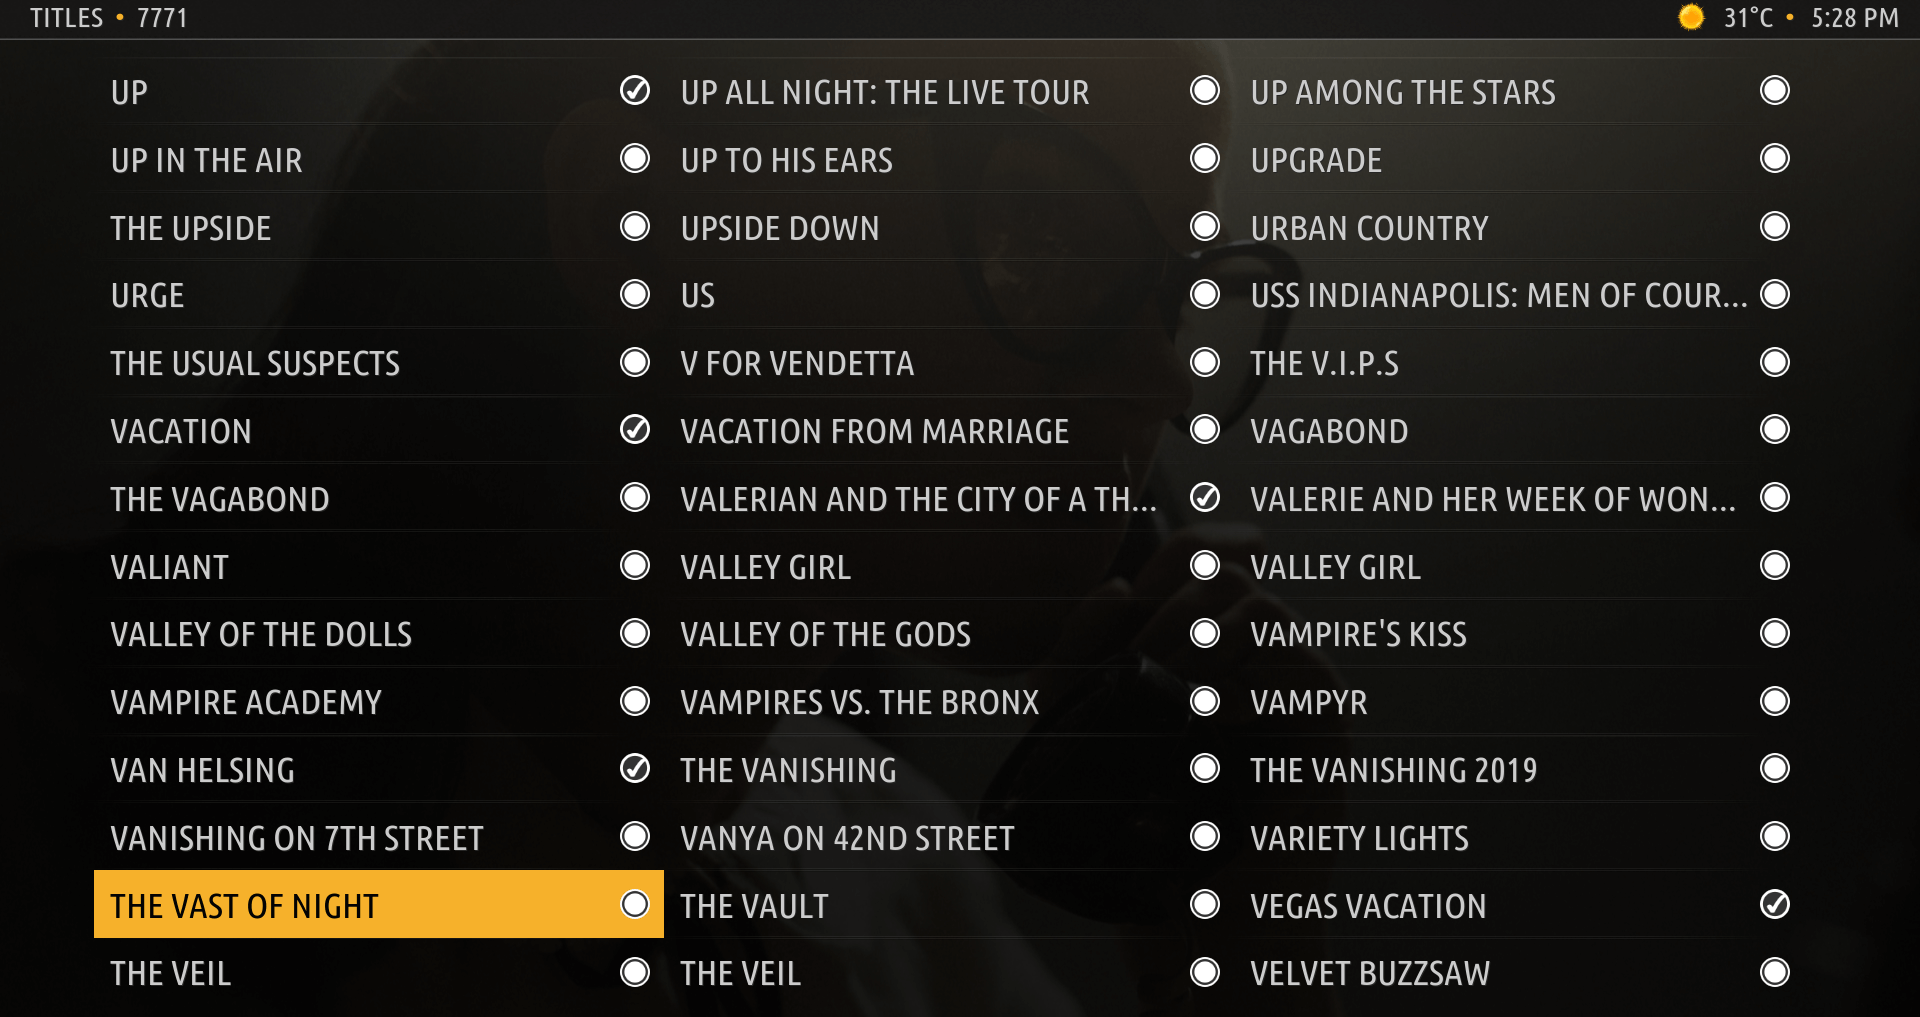 TITLES • 7771
31°C • 5:28 PM
UP
UP ALL NIGHT: THE LIVE TOUR
UP AMONG THE STARS
UP IN THE AIR
UP TO HIS EARS
UPGRADE
THE UPSIDE
UPSIDE DOWN
URBAN COUNTRY
URGE
US
USS INDIANAPOLIS: MEN OF COUR...
THE USUAL SUSPECTS
V FOR VENDETTA
THE V.I.P.S
VACATION
VACATION FROM MARRIAGE
VAGABOND
THE VAGABOND
VALERIAN AND THE CITY OF A TH...
VALERIE AND HER WEEK OF WON...
VALIANT
VALLEY GIRL
VALLEY GIRL
VALLEY OF THE DOLLS
VALLEY OF THE GODS
VAMPIRE'S KISS
VAMPIRE ACADEMY
VAMPIRES VS. THE BRONX
VAMPYR
VAN HELSING
THE VANISHING
THE VANISHING 2019
VANISHING ON 7TH STREET
VANYA ON 42ND STREET
VARIETY LIGHTS
THE VAST OF NIGHT
THE VAULT
VEGAS VACATION
THE VEIL
THE VEIL
VELVET BUZZSAW